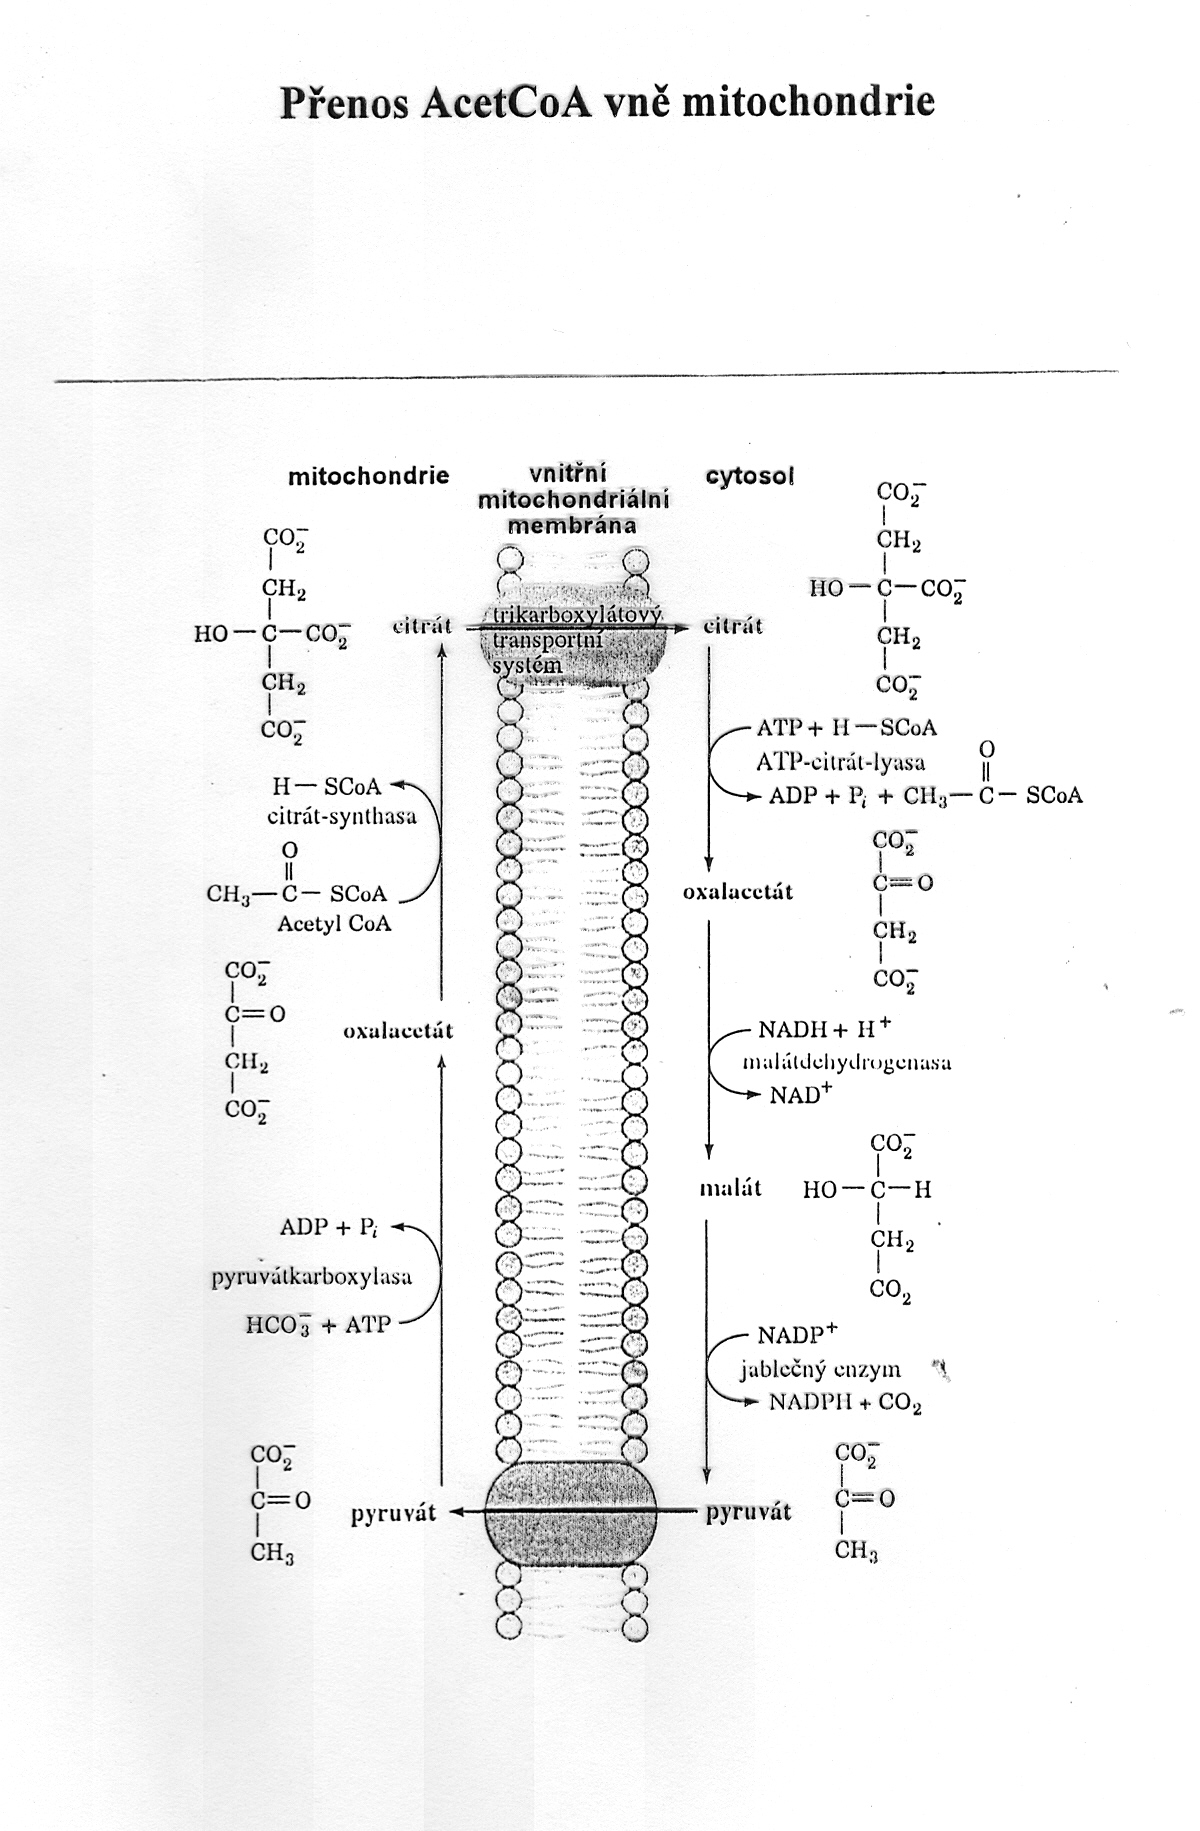 Přenos AcetCoA vně mitochondrie
mitochondrie
vnitřní
mitochondriální
membrána
cytosol
CO₂⁻
CH₂
HO—C—CO₂⁻
CH₂
CO₂⁻
citrát
trikarboxylátový
transportní
systém
citrát
CO₂⁻
CH₂
HO—C—CO₂⁻
CH₂
CO₂⁻
H—SCoA
citrát-synthasa
O
CH₃—C—SCoA
Acetyl CoA
CO₂⁻
C=O
CH₂
CO₂⁻
oxalacetát
ADP + Pᵢ
pyruvátkarboxylasa
HCO₃⁻ + ATP
CO₂⁻
C=O
CH₃
pyruvát
ATP + H—SCoA
ATP-citrát-lyasa
O
ADP + Pᵢ + CH₃—C—SCoA
oxalacetát
CO₂⁻
C=O
CH₂
CO₂⁻
NADH + H⁺
malátdehydrogenasa
NAD⁺
malát
CO₂⁻
HO—C—H
CH₂
CO₂
NADP⁺
jablečný enzym
NADPH + CO₂
pyruvát
CO₂⁻
C=O
CH₃